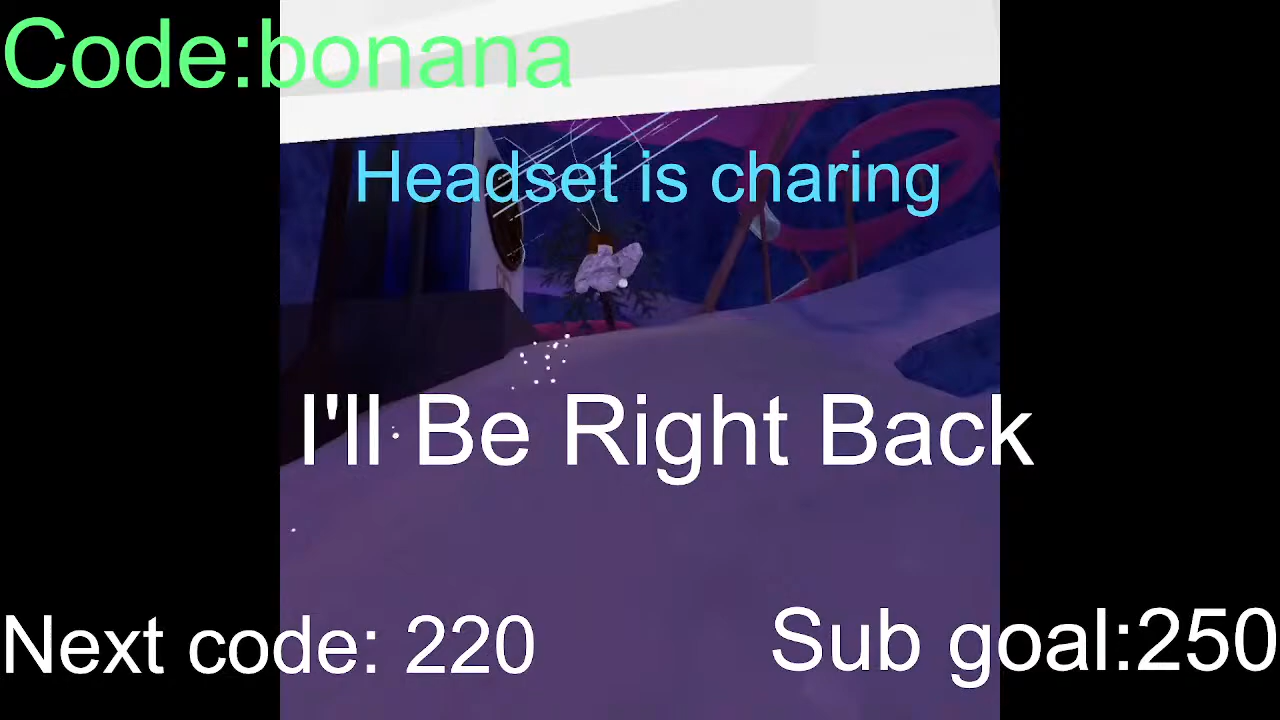 Code:bonana
Headset is charing
I'll Be Right Back
Next code: 220
Sub goal:250